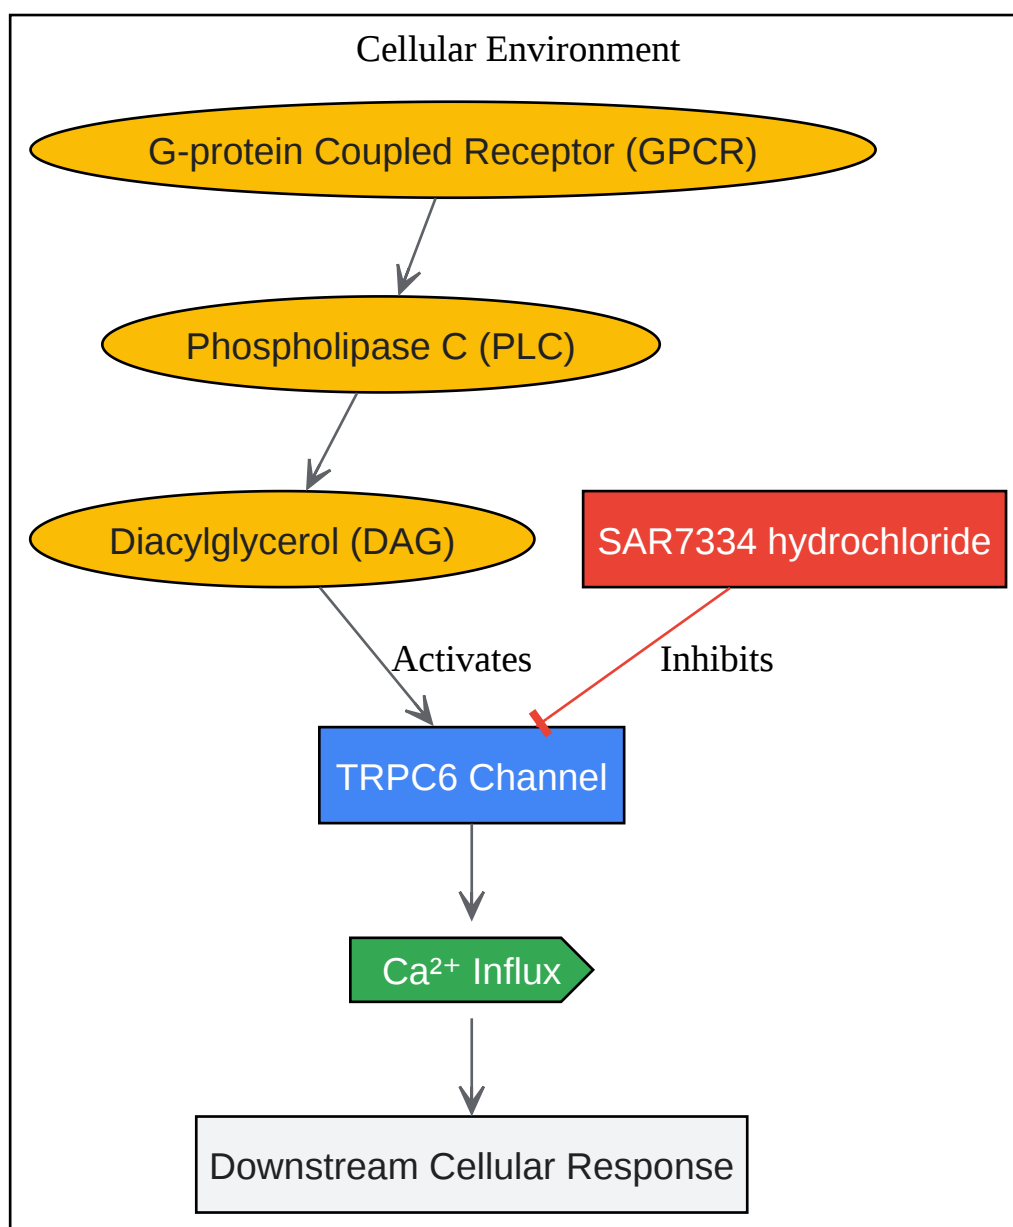 Cellular Environment
G-protein Coupled Receptor (GPCR)
Phospholipase C (PLC)
Diacylglycerol (DAG)
SAR7334 hydrochloride
Activates
Inhibits
TRPC6 Channel
Ca²⁺ Influx
Downstream Cellular Response